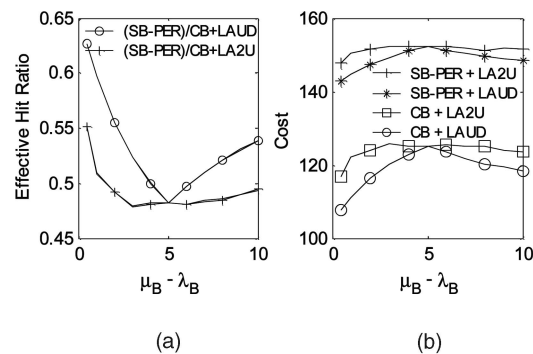 (SB-PER)/CB+LAUD
(SB-PER)/CB+LA2U
0.65
0.6
0.55
0.5
0.45
Effective Hit Ratio
0 5 10
μB - λB
(a)
160
140
120
100
Cost
SB-PER + LA2U
SB-PER + LAUD
CB + LA2U
CB + LAUD
0 5 10
μB - λB
(b)